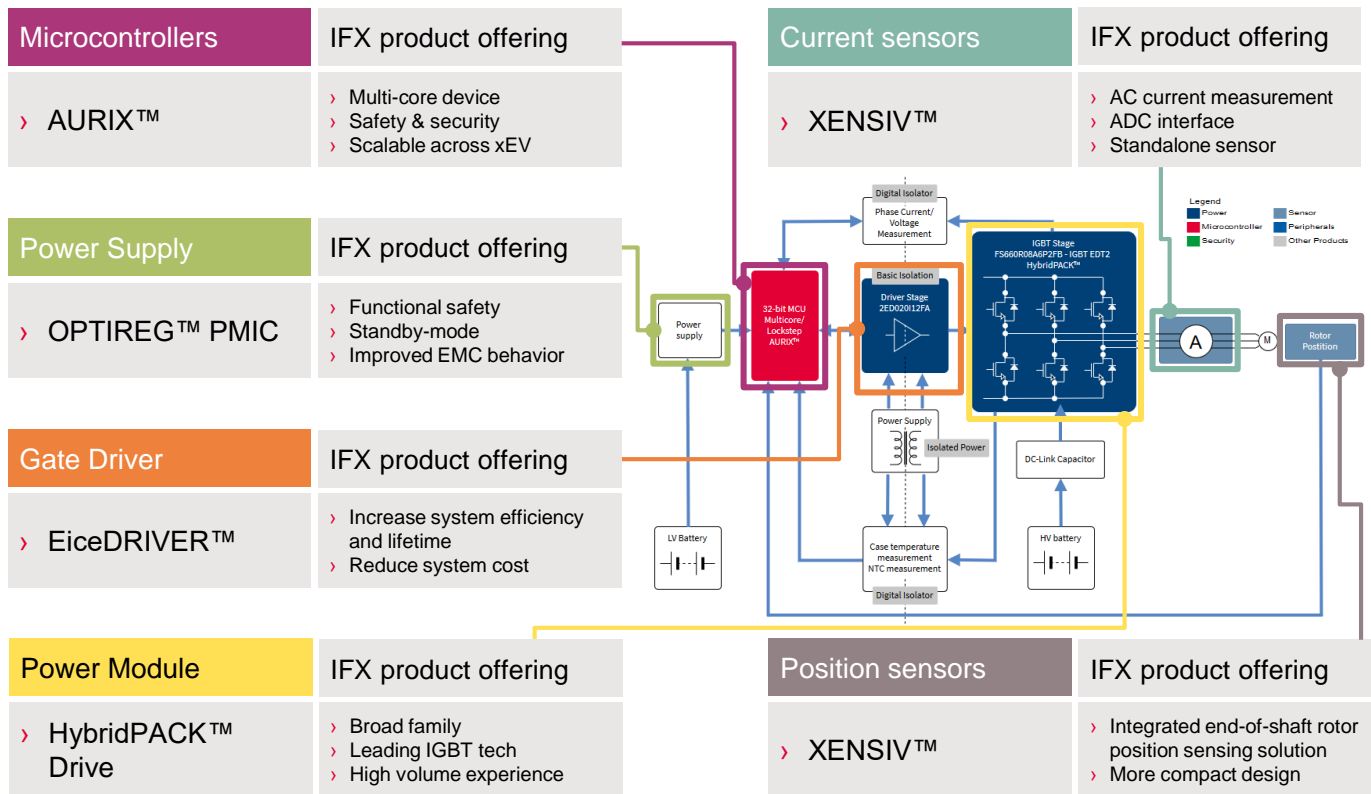 Microcontrollers
IFX product offering
› AURIX™
› Multi-core device
› Safety & security
› Scalable across xEV
Current sensors
IFX product offering
› XENSIV™
› AC current measurement
› ADC interface
› Standalone sensor
Power Supply
IFX product offering
› OPTIREG™ PMIC
› Functional safety
› Standby-mode
› Improved EMC behavior
Gate Driver
IFX product offering
› EiceDRIVER™
› Increase system efficiency
and lifetime
› Reduce system cost
Digital Isolator
Phase Current/
Voltage
Measurement
Legend
Power
Sensor
Microcontroller
Peripherals
Security
Other Products
Power
supply
32-bit MCU
Multicore/
Lockstep
AURIX™
Basic Isolation
Driver Stage
2ED020I12FA
IGBT Stage
FS660R08A6P2FB - IGBT EDT2
HybridPACK™
A
M
Rotor
Postition
Power Supply
Isolated Power
DC-Link Capacitor
LV Battery
Case temperature
measurement
NTC measurement
Digital Isolator
HV battery
Power Module
IFX product offering
› HybridPACK™
Drive
› Broad family
› Leading IGBT tech
› High volume experience
Position sensors
IFX product offering
› XENSIV™
› Integrated end-of-shaft rotor
position sensing solution
› More compact design